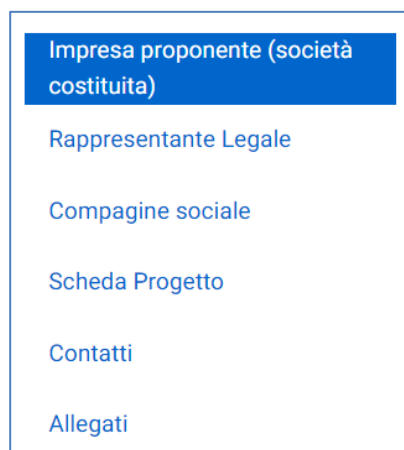 Impresa proponente (società
costituita)
Rappresentante Legale
Compagine sociale
Scheda Progetto
Contatti
Allegati